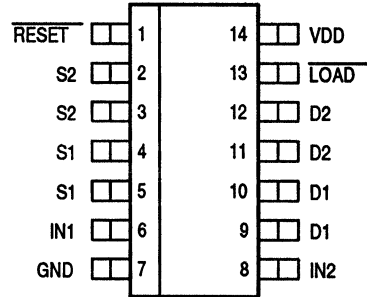 RESET 1 14 VDD
S2 2 13 LOAD
S2 3 12 D2
S1 4 11 D2
S1 5 10 D1
IN1 6 9 D1
GND 7 8 IN2